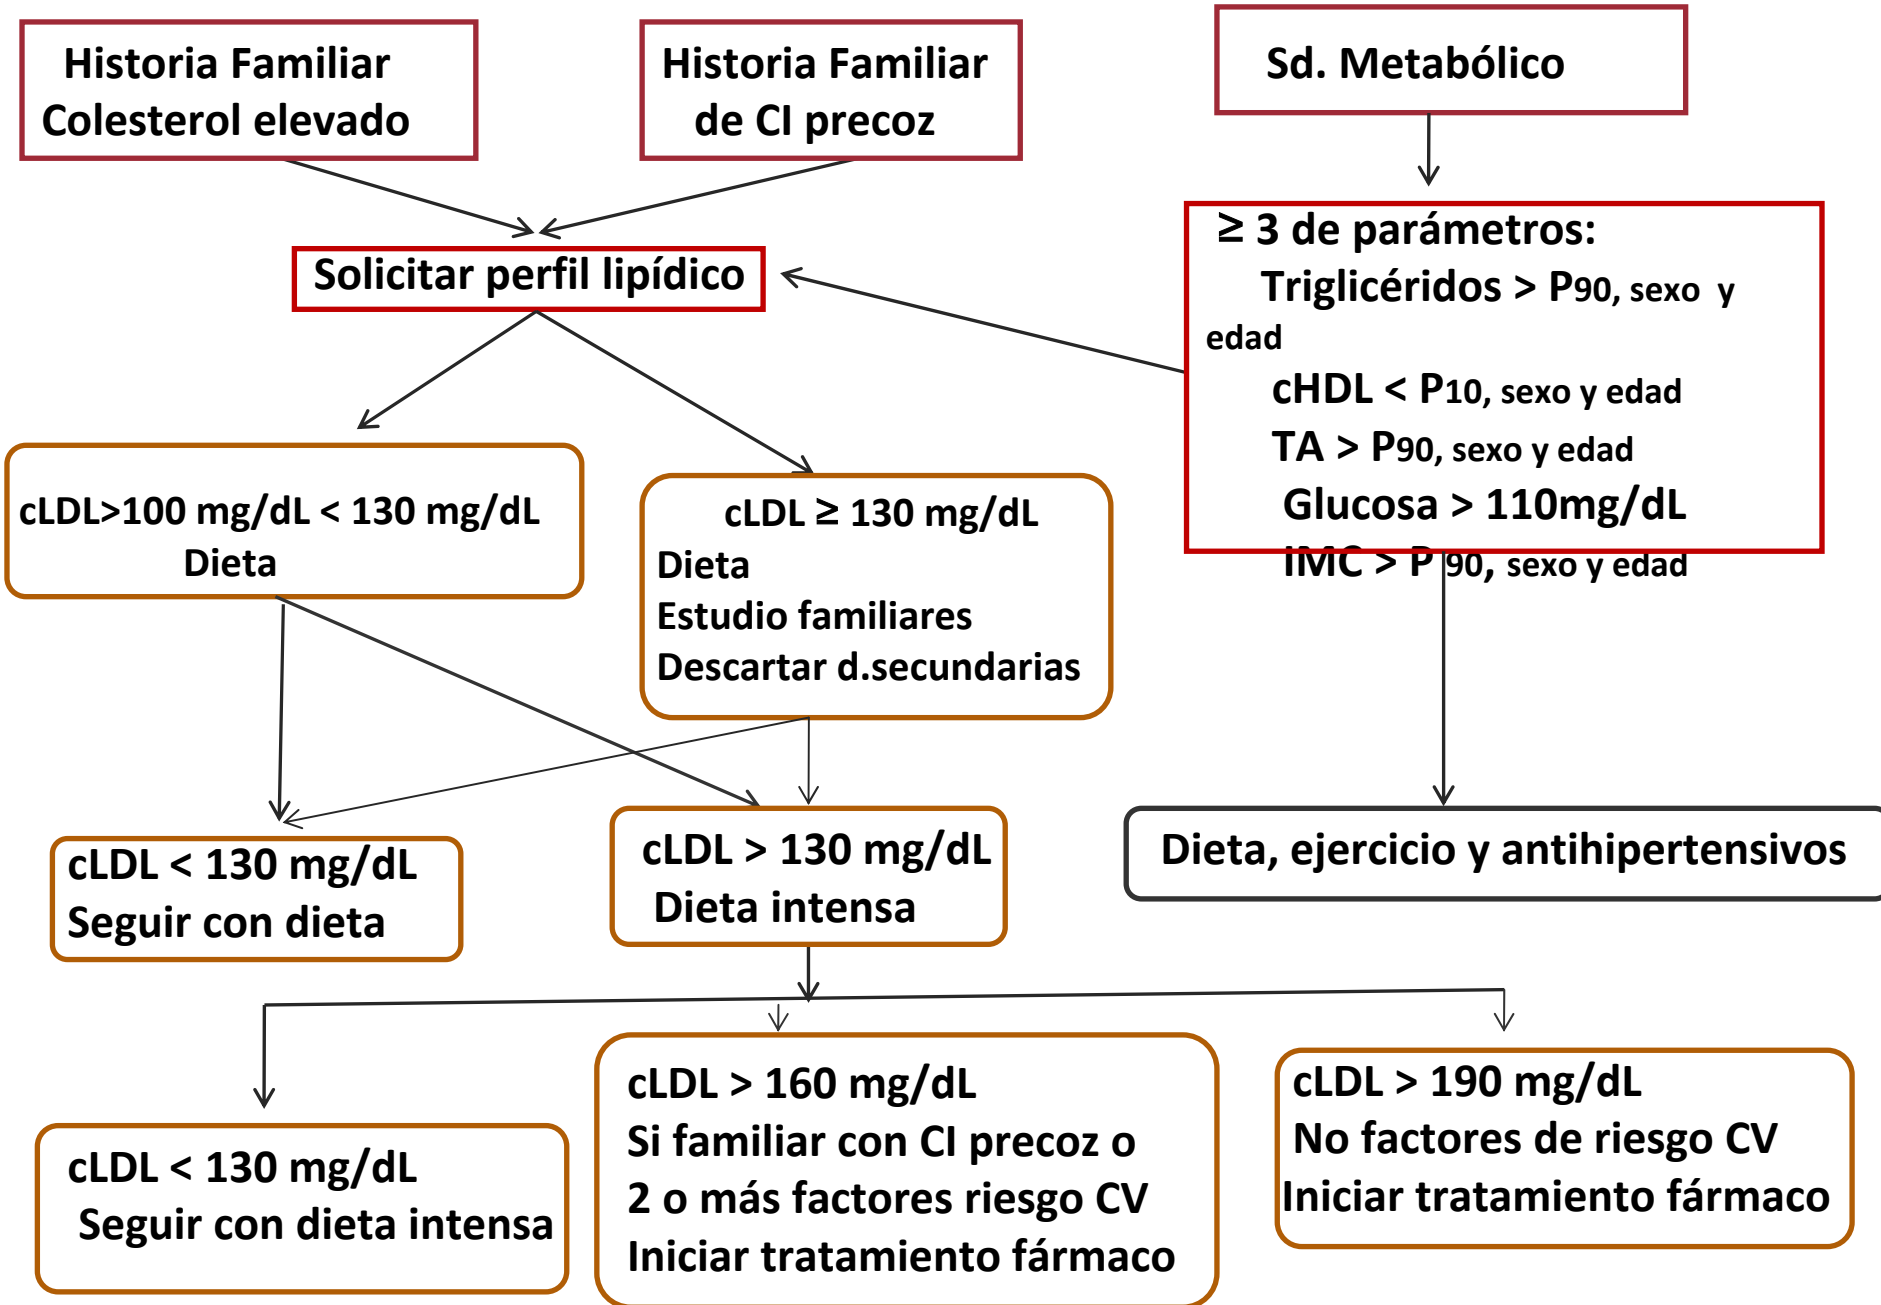 Historia Familiar
Colesterol elevado
Historia Familiar
de CI precoz
Sd. Metabólico
Solicitar perfil lipídico
≥ 3 de parámetros:
Triglicéridos > P90, sexo y
edad
cHDL < P10, sexo y edad
TA > P90, sexo y edad
Glucosa > 110mg/dL
IMC > P 90, sexo y edad
cLDL>100 mg/dL < 130 mg/dL
Dieta
cLDL ≥ 130 mg/dL
Dieta
Estudio familiares
Descartar d.secundarias
cLDL < 130 mg/dL
Seguir con dieta
cLDL > 130 mg/dL
Dieta intensa
Dieta, ejercicio y antihipertensivos
cLDL < 130 mg/dL
Seguir con dieta intensa
cLDL > 160 mg/dL
Si familiar con CI precoz o
2 o más factores riesgo CV
Iniciar tratamiento fármaco
cLDL > 190 mg/dL
No factores de riesgo CV
Iniciar tratamiento fármaco